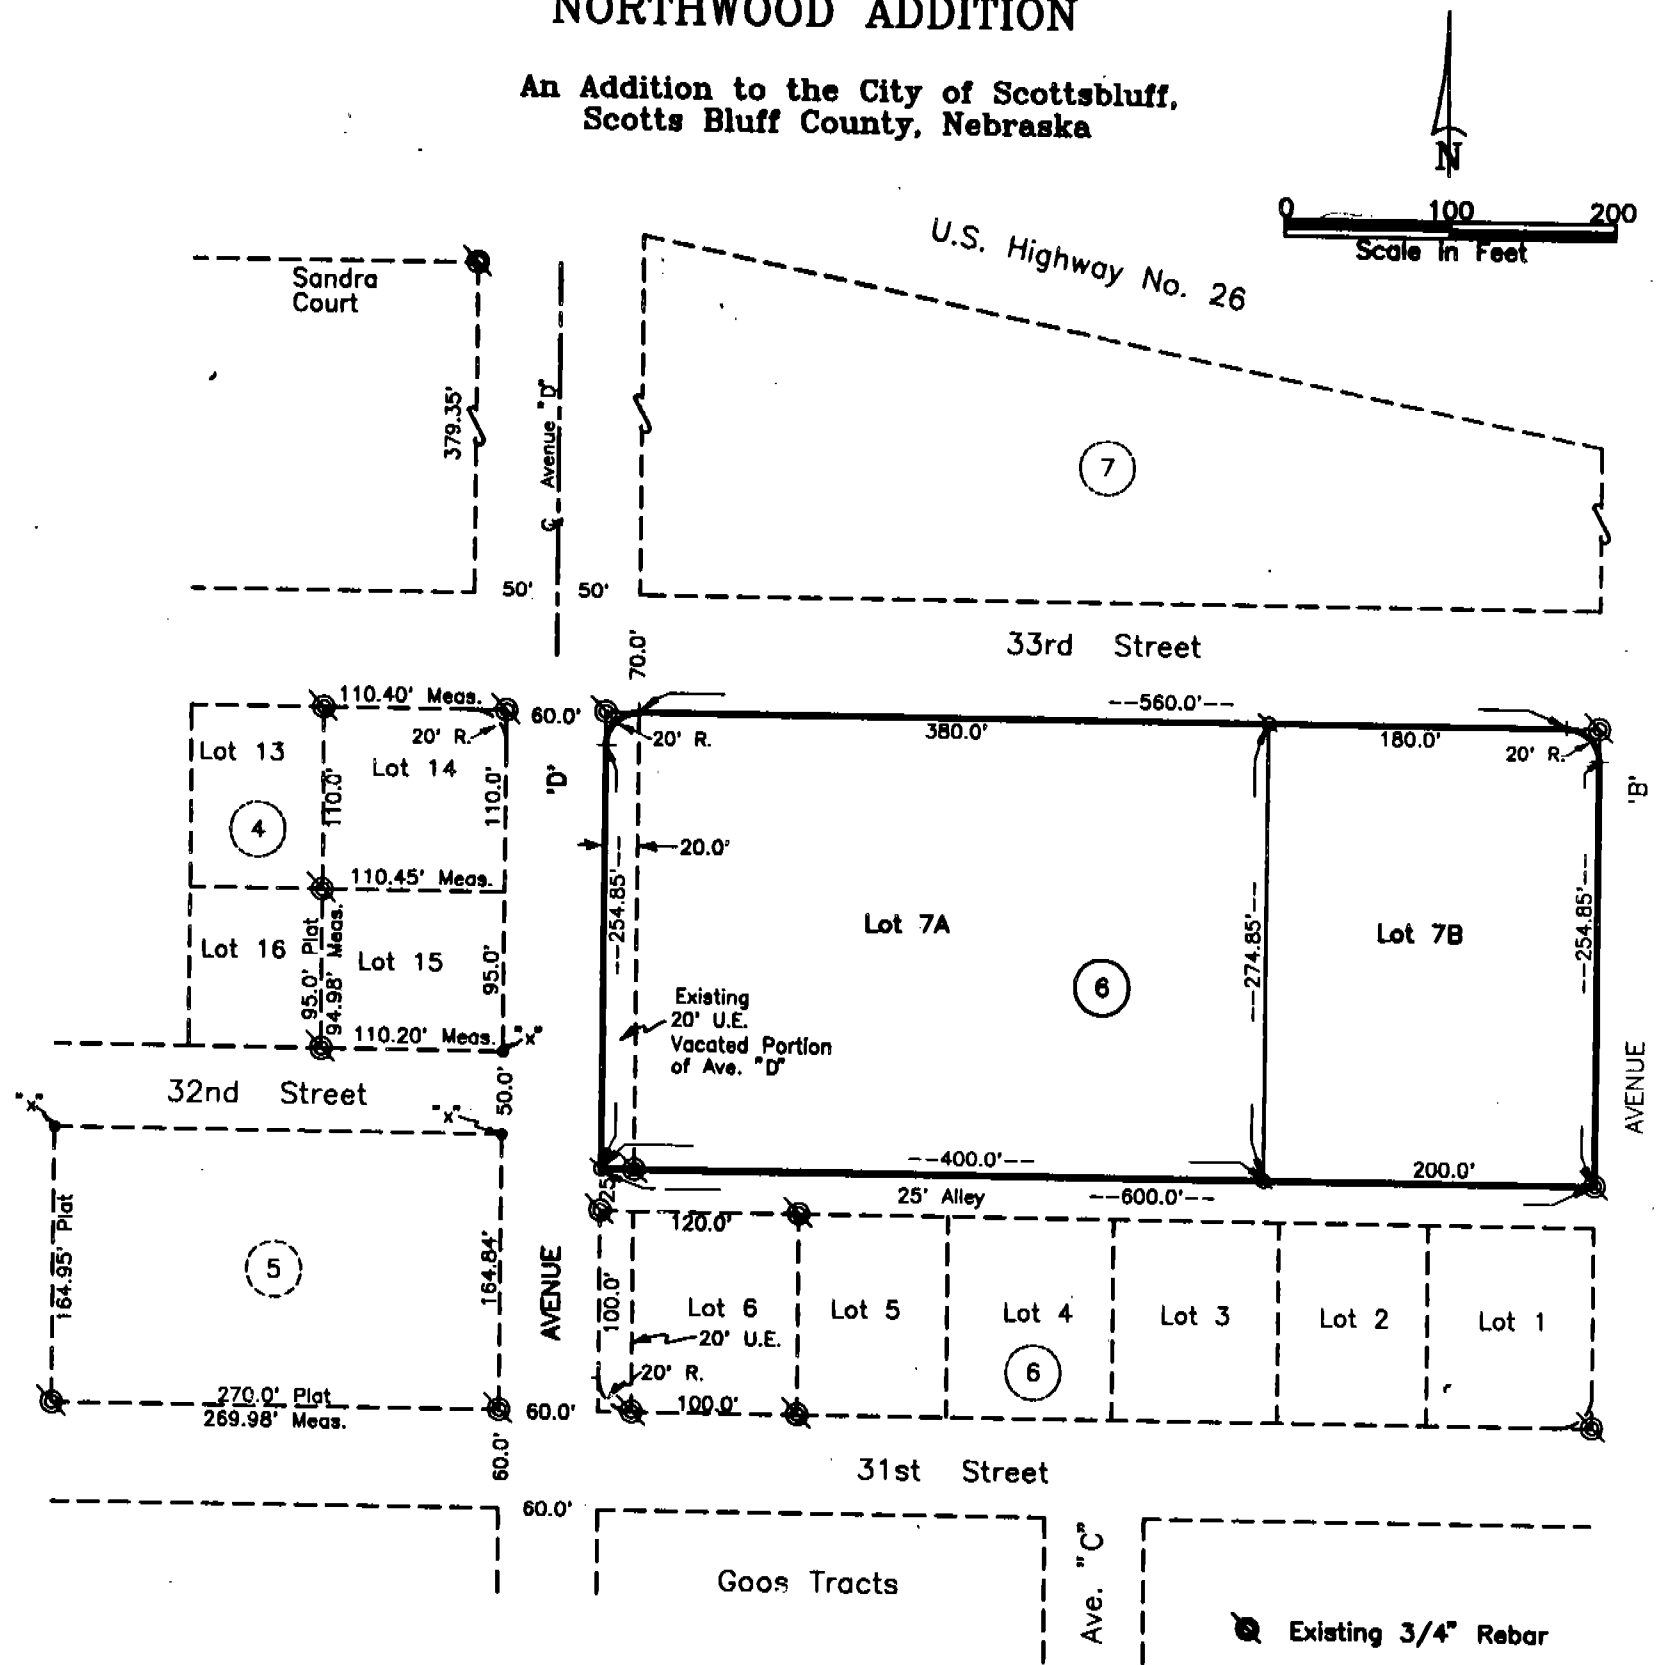 NORTHWOOD ADDITION
An Addition to the City of Scottsbluff,
Scotts Bluff County, Nebraska
N
0 100 200
Scale in Feet
U.S. Highway No. 26
Sandra
Court
379.35'
℄ Avenue "D"
7
50' 50'
33rd Street
70.0'
110.40' Meas.
60.0'
--560.0'--
20' R.
20' R.
380.0'
180.0'
20' R.
Lot 13
Lot 14
110.0'
110.0'
'D'
'B'
4
20.0'
110.45' Meas.
--254.85'--
Lot 7A
--274.85'--
Lot 7B
--254.85'--
Lot 16
95.0' Plat
94.98' Meas.
Lot 15
95.0'
6
Existing
20' U.E.
Vacated Portion
of Ave. "D"
110.20' Meas.
"x"
32nd Street
50.0'
"x"
"x"
AVENUE
--400.0'--
200.0'
25'
25' Alley
--600.0'--
120.0'
164.95' Plat
5
164.84'
AVENUE
100.0'
Lot 6
Lot 5
Lot 4
Lot 3
Lot 2
Lot 1
20' U.E.
6
20' R.
270.0' Plat
269.98' Meas.
60.0'
100.0'
60.0'
31st Street
60.0'
Goos Tracts
Ave. "C"
Existing 3/4" Rebar